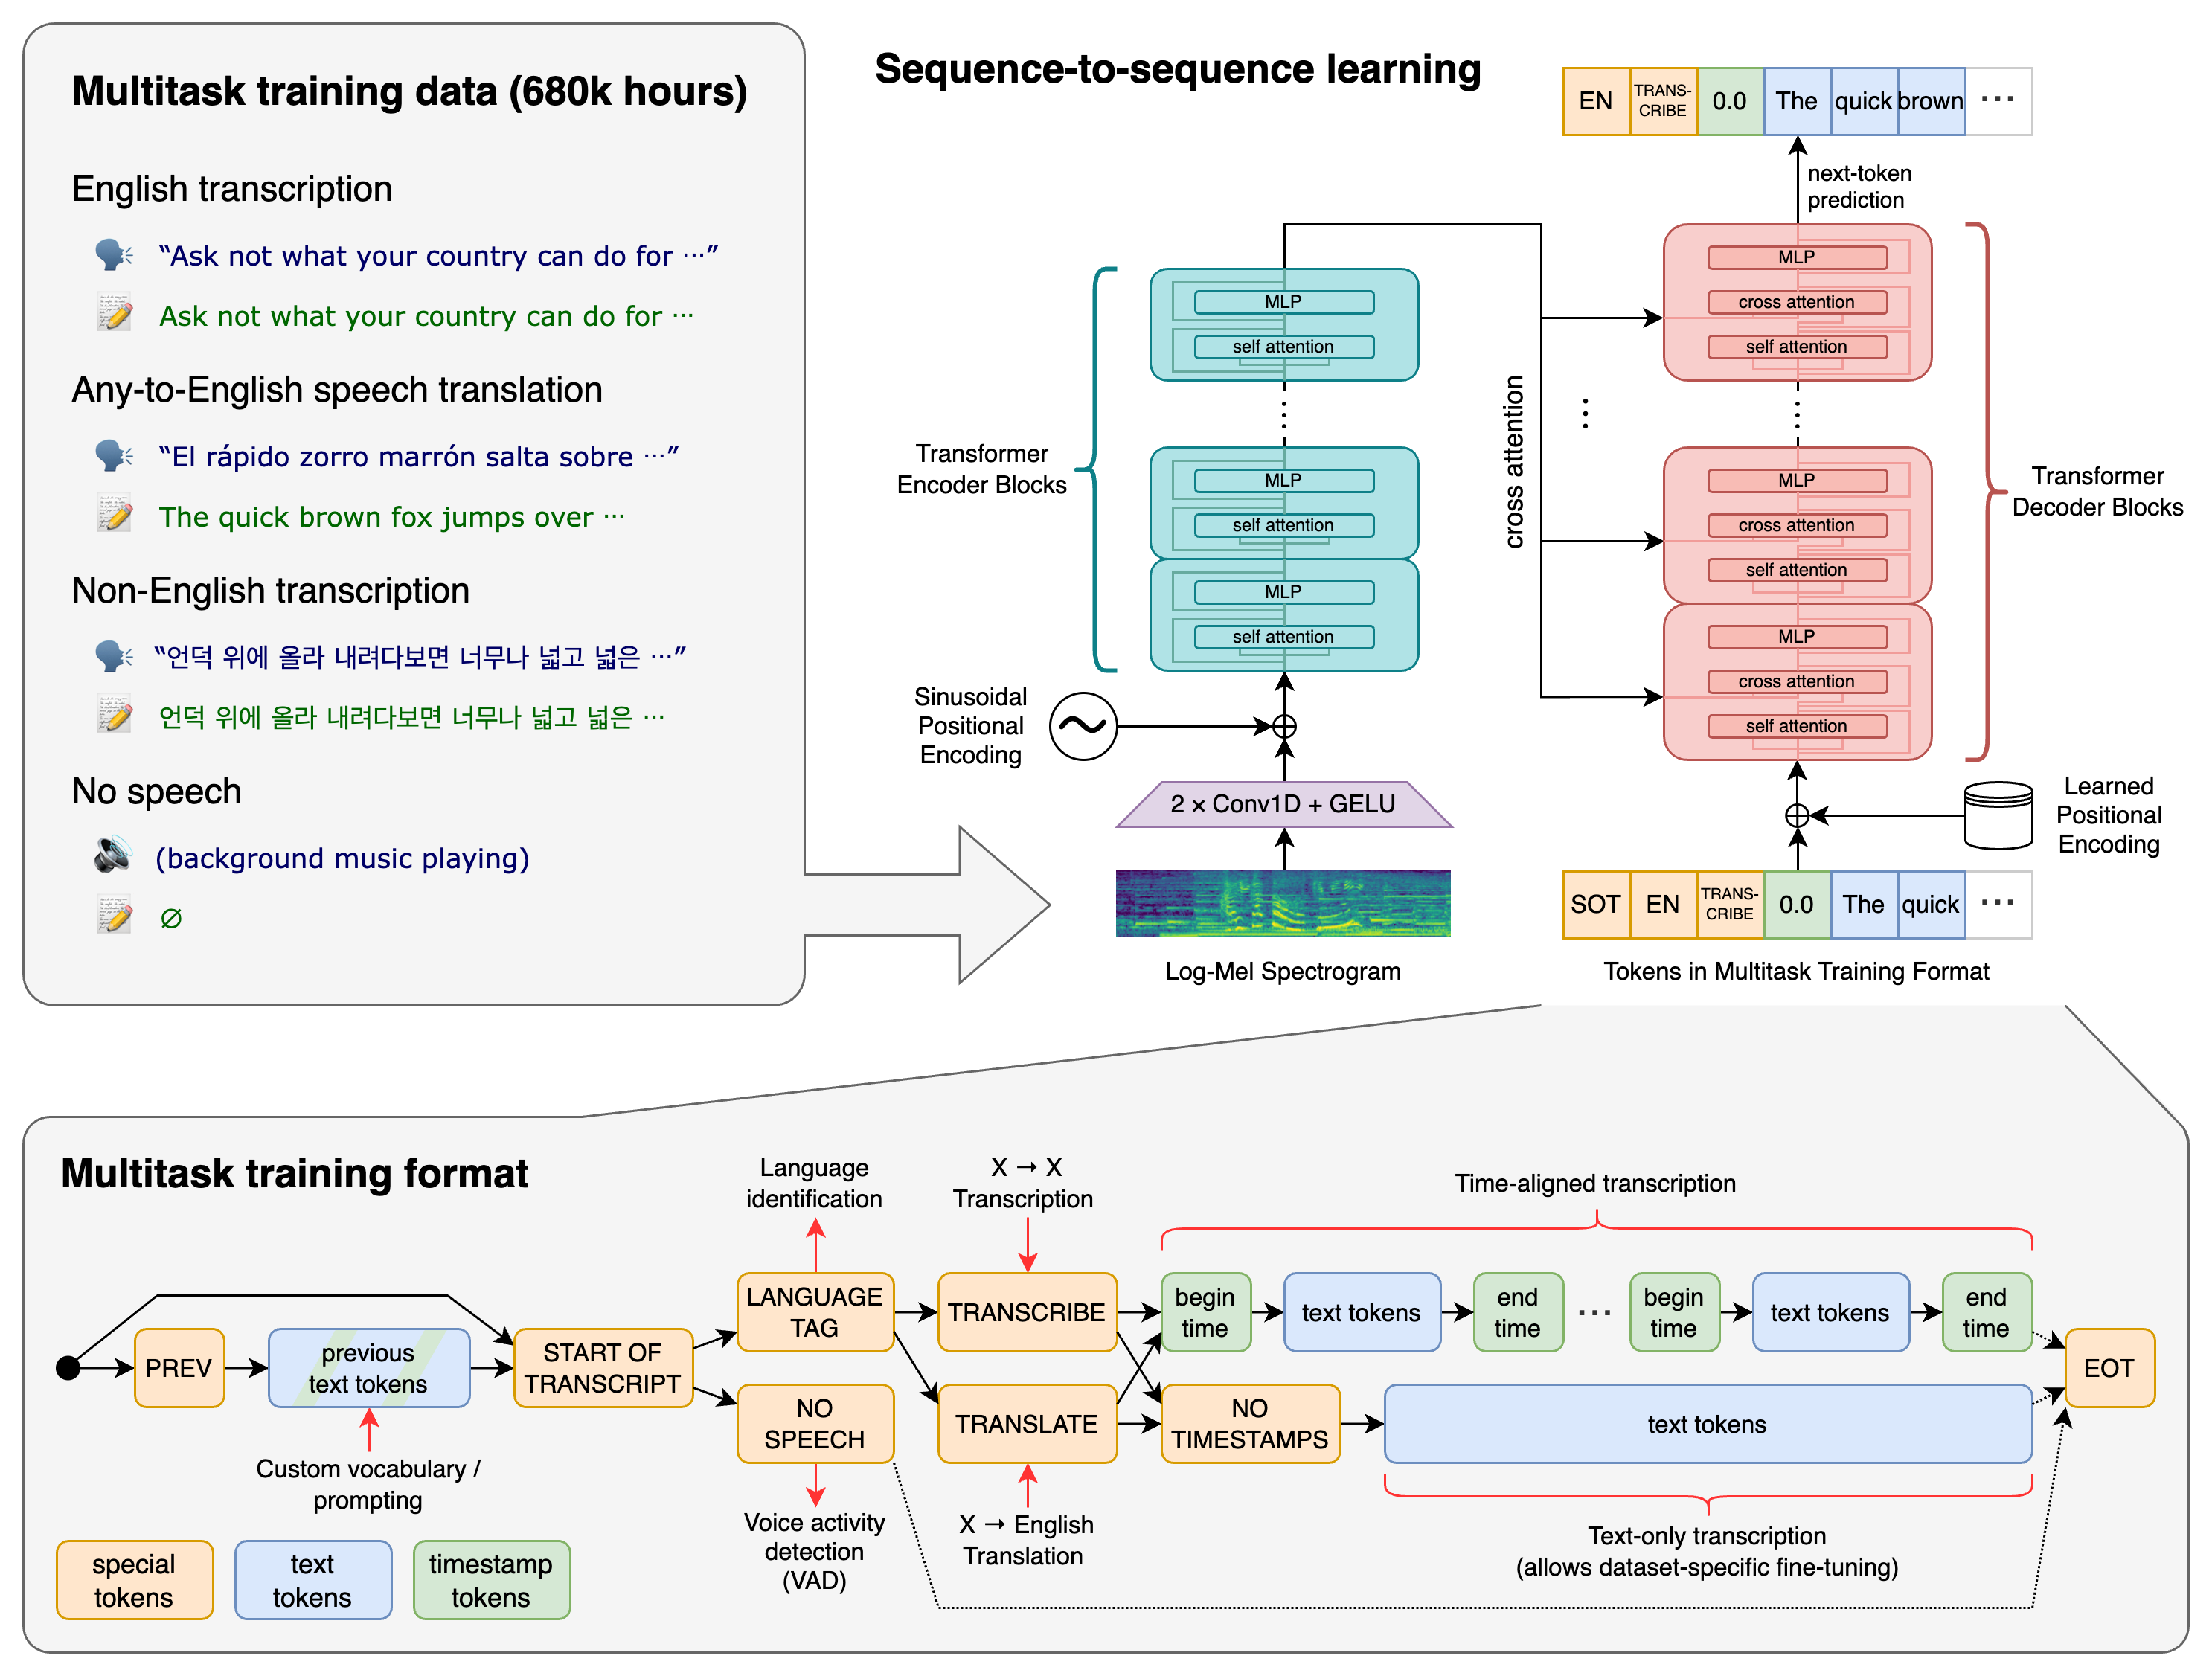 Multitask training data (680k hours)
English transcription
“Ask not what your country can do for ⋯”
Ask not what your country can do for ⋯
Any-to-English speech translation
“El rápido zorro marrón salta sobre ⋯”
The quick brown fox jumps over ⋯
Non-English transcription
“언덕 위에 올라 내려다보면 너무나 넓고 넓은 ⋯”
언덕 위에 올라 내려다보면 너무나 넓고 넓은 ⋯
No speech
(background music playing)
∅
Sequence-to-sequence learning
EN
TRANS-
CRIBE
0.0
The
quick
brown
⋯
next-token
prediction
MLP
self attention
MLP
self attention
MLP
self attention
Transformer
Encoder Blocks
cross attention
MLP
cross attention
self attention
MLP
cross attention
self attention
MLP
cross attention
self attention
Transformer
Decoder Blocks
Sinusoidal
Positional
Encoding
2 × Conv1D + GELU
Log-Mel Spectrogram
Learned
Positional
Encoding
SOT
EN
TRANS-
CRIBE
0.0
The
quick
⋯
Tokens in Multitask Training Format
Multitask training format
Language
identification
X → X
Transcription
Time-aligned transcription
PREV
previous
text tokens
START OF
TRANSCRIPT
LANGUAGE
TAG
TRANSCRIBE
begin
time
text tokens
end
time
⋯
begin
time
text tokens
end
time
EOT
NO
SPEECH
TRANSLATE
NO
TIMESTAMPS
text tokens
Custom vocabulary /
prompting
Voice activity
detection
(VAD)
X → English
Translation
Text-only transcription
(allows dataset-specific fine-tuning)
special
tokens
text
tokens
timestamp
tokens